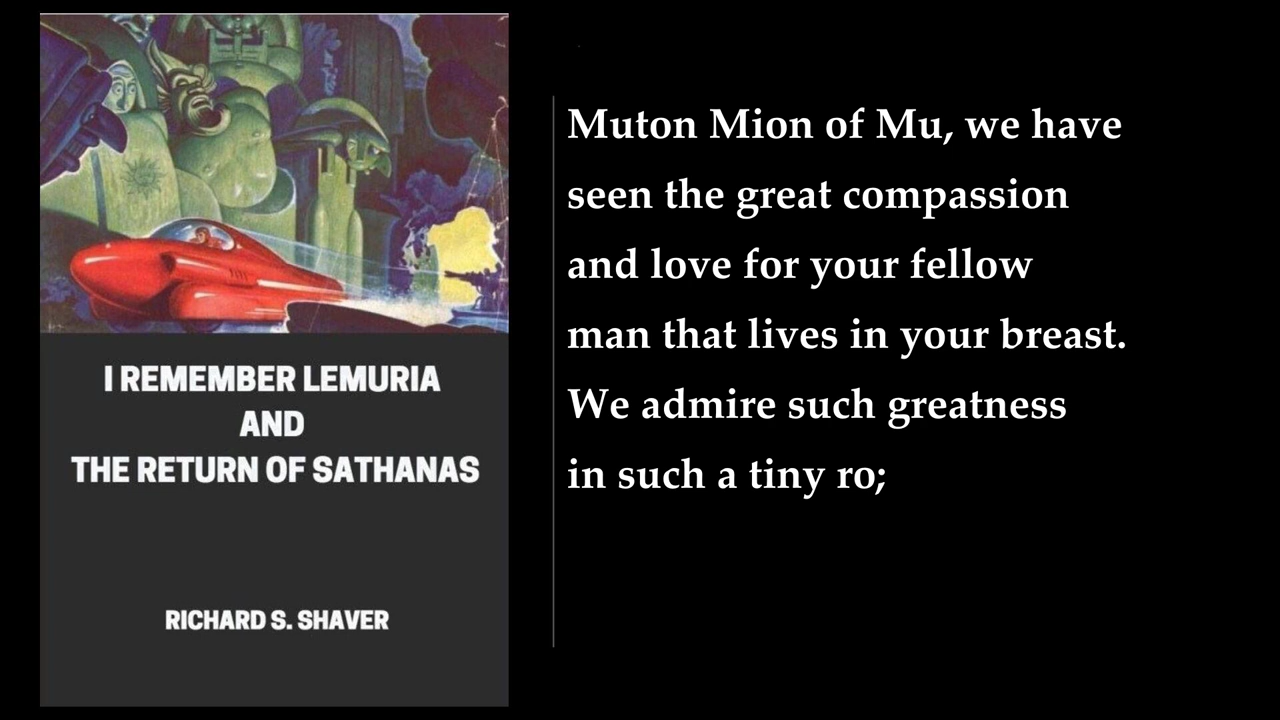 I REMEMBER LEMURIA
AND
THE RETURN OF SATHANAS
RICHARD S. SHAVER
Muton Mion of Mu, we have
seen the great compassion
and love for your fellow
man that lives in your breast.
We admire such greatness
in such a tiny ro;